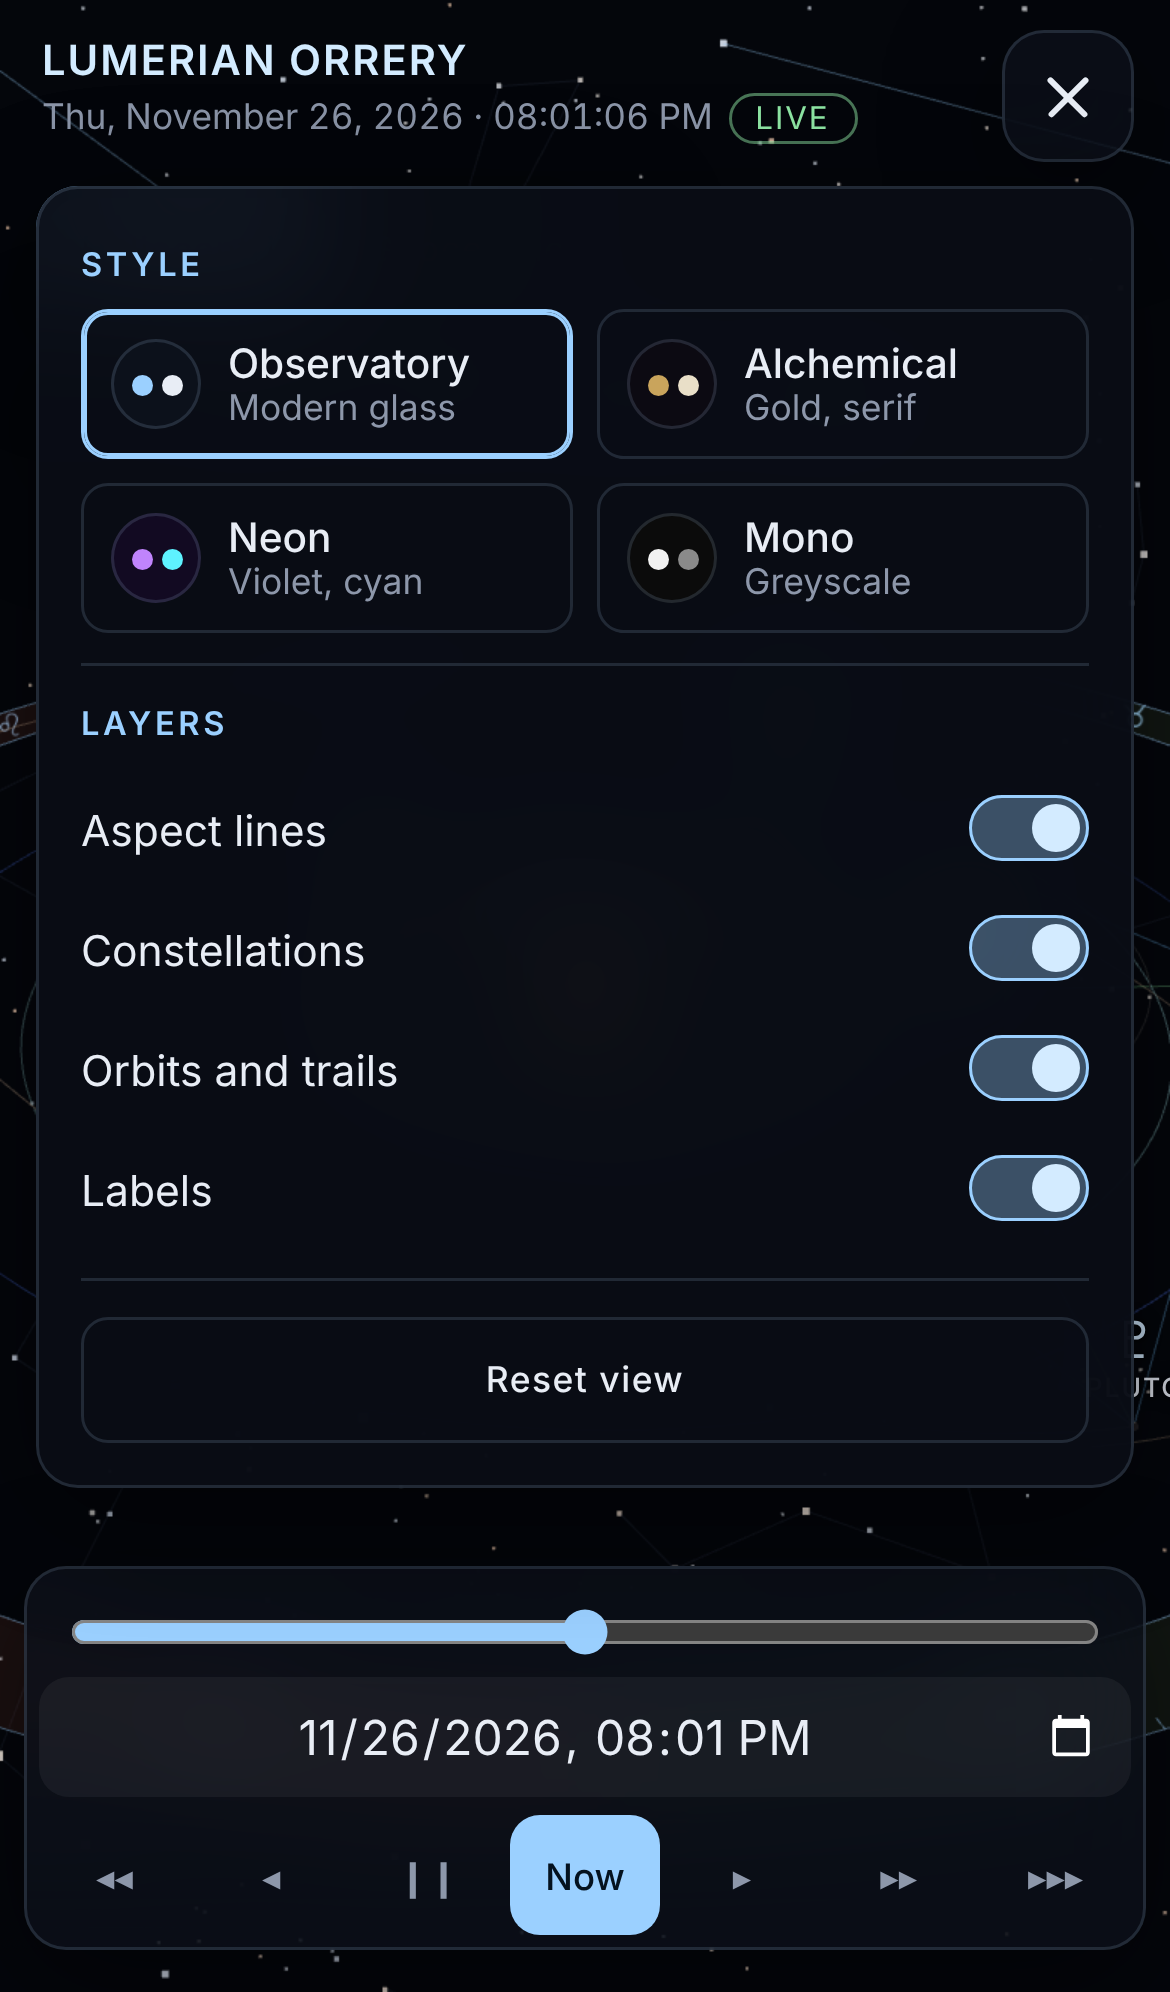 LUMERIAN ORRERY
Thu, November 26, 2026 · 08:01:06 PM LIVE
STYLE
Observatory
Modern glass
Alchemical
Gold, serif
Neon
Violet, cyan
Mono
Greyscale
LAYERS
Aspect lines
Constellations
Orbits and trails
Labels
Reset view
11/26/2026, 08:01 PM
Now